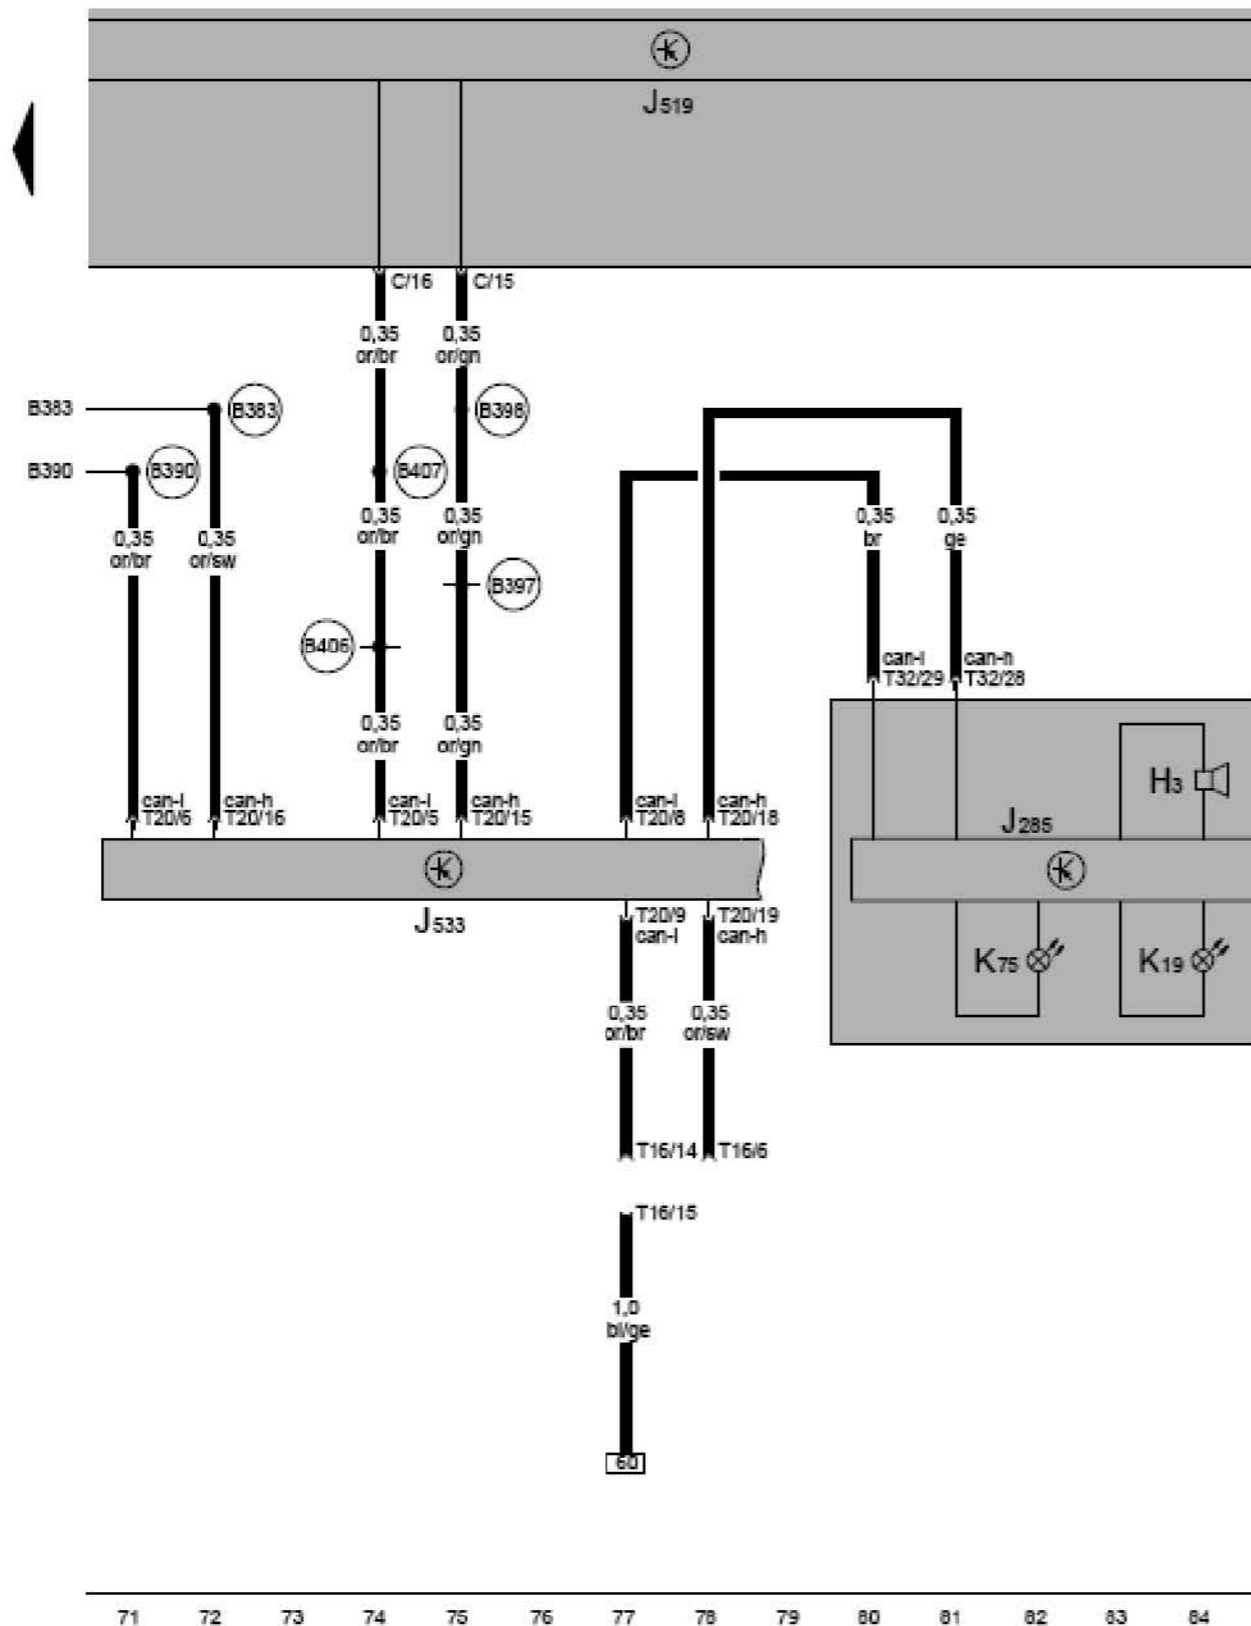 J519
C/16 C/15
0,35 0,35
or/br or/gn
B383 B383 B398
B390 B390 B407
0,35 0,35 0,35 0,35 0,35 0,35
or/br or/sw or/br or/gn br ge
B397
B406
can-l can-h
T32/29 T32/28
0,35 0,35
or/br or/gn
H3
can-l can-h can-l can-h can-l can-h
T20/6 T20/16 T20/5 T20/15 T20/8 T20/18
J285
J533
T20/9 T20/19
can-l can-h
K75 K19
0,35 0,35
or/br or/sw
T16/14 T16/6
T16/15
1,0
bl/ge
60
71 72 73 74 75 76 77 78 79 80 81 82 83 84